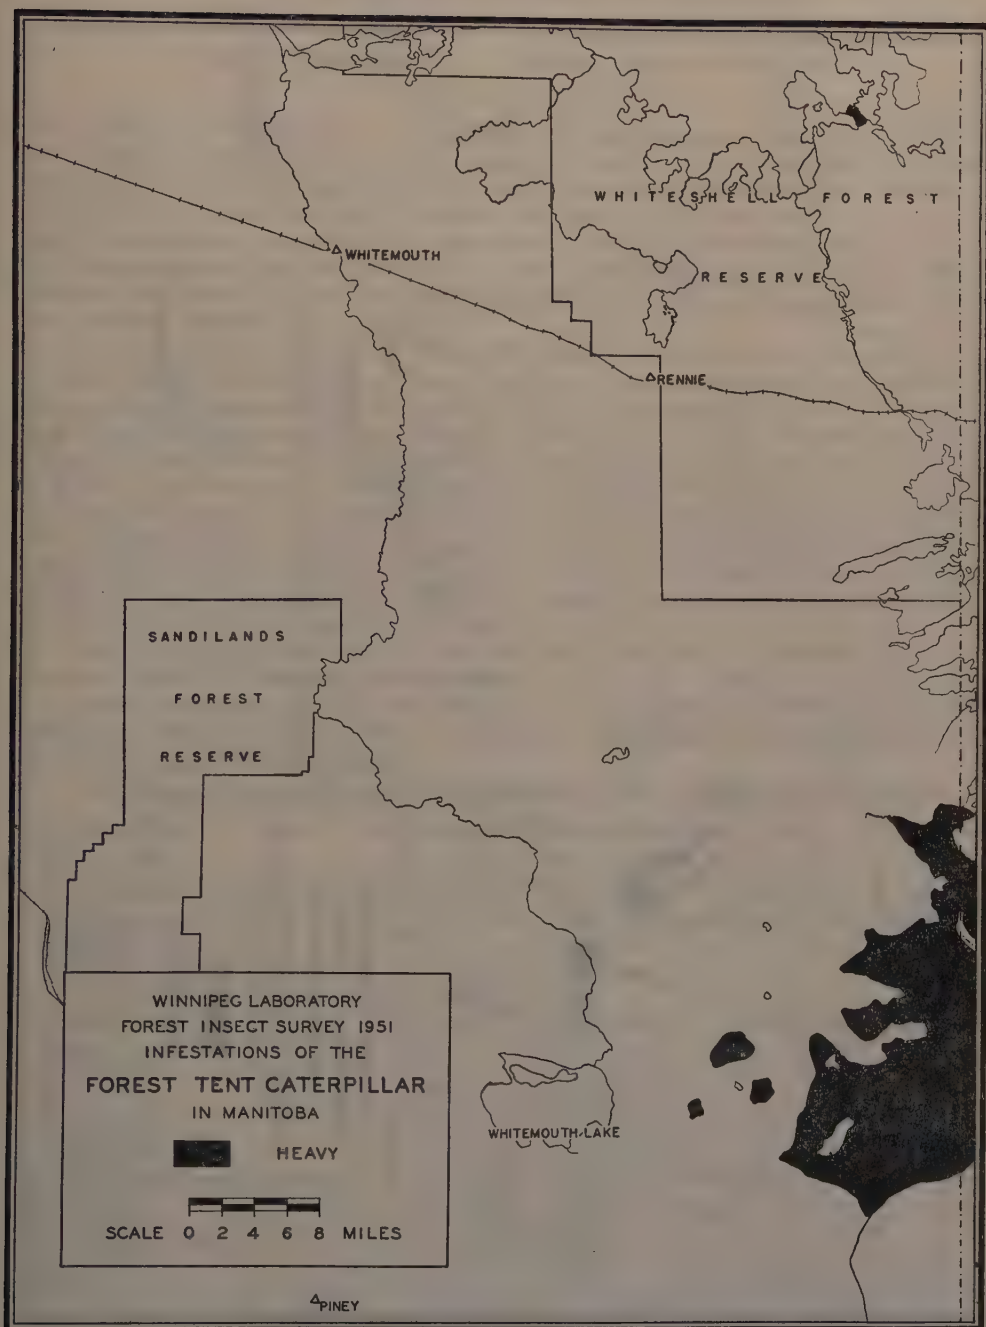 WHITESHELL FOREST
RESERVE
WHITEMOUTH
RENNIE
SANDILANDS
FOREST
RESERVE
WINNIPEG LABORATORY
FOREST INSECT SURVEY 1951
INFESTATIONS OF THE
FOREST TENT CATERPILLAR
IN MANITOBA
HEAVY
SCALE 0 2 4 6 8 MILES
WHITEMOUTH LAKE
PINEY